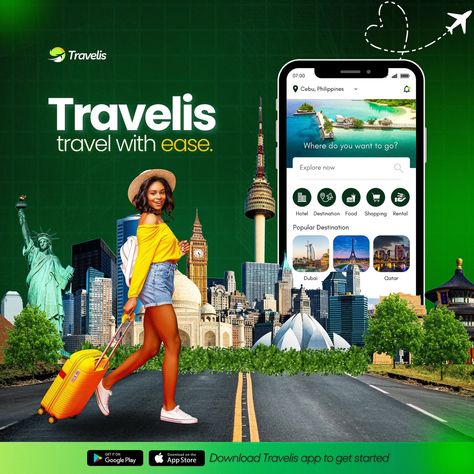 Travelis
Travelis
travel with ease.
07:00
Cebu, Philippines
Where do you want to go?
Explore now
Hotel Destination Food Shopping Rental
Popular Destination
Dubai
Qatar
GET IT ON
Google Play
Download on the
App Store
Download Travelis app to get started